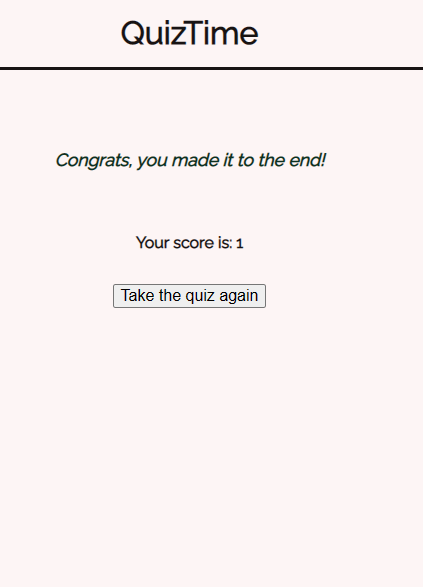 QuizTime
Congrats, you made it to the end!
Your score is: 1
Take the quiz again